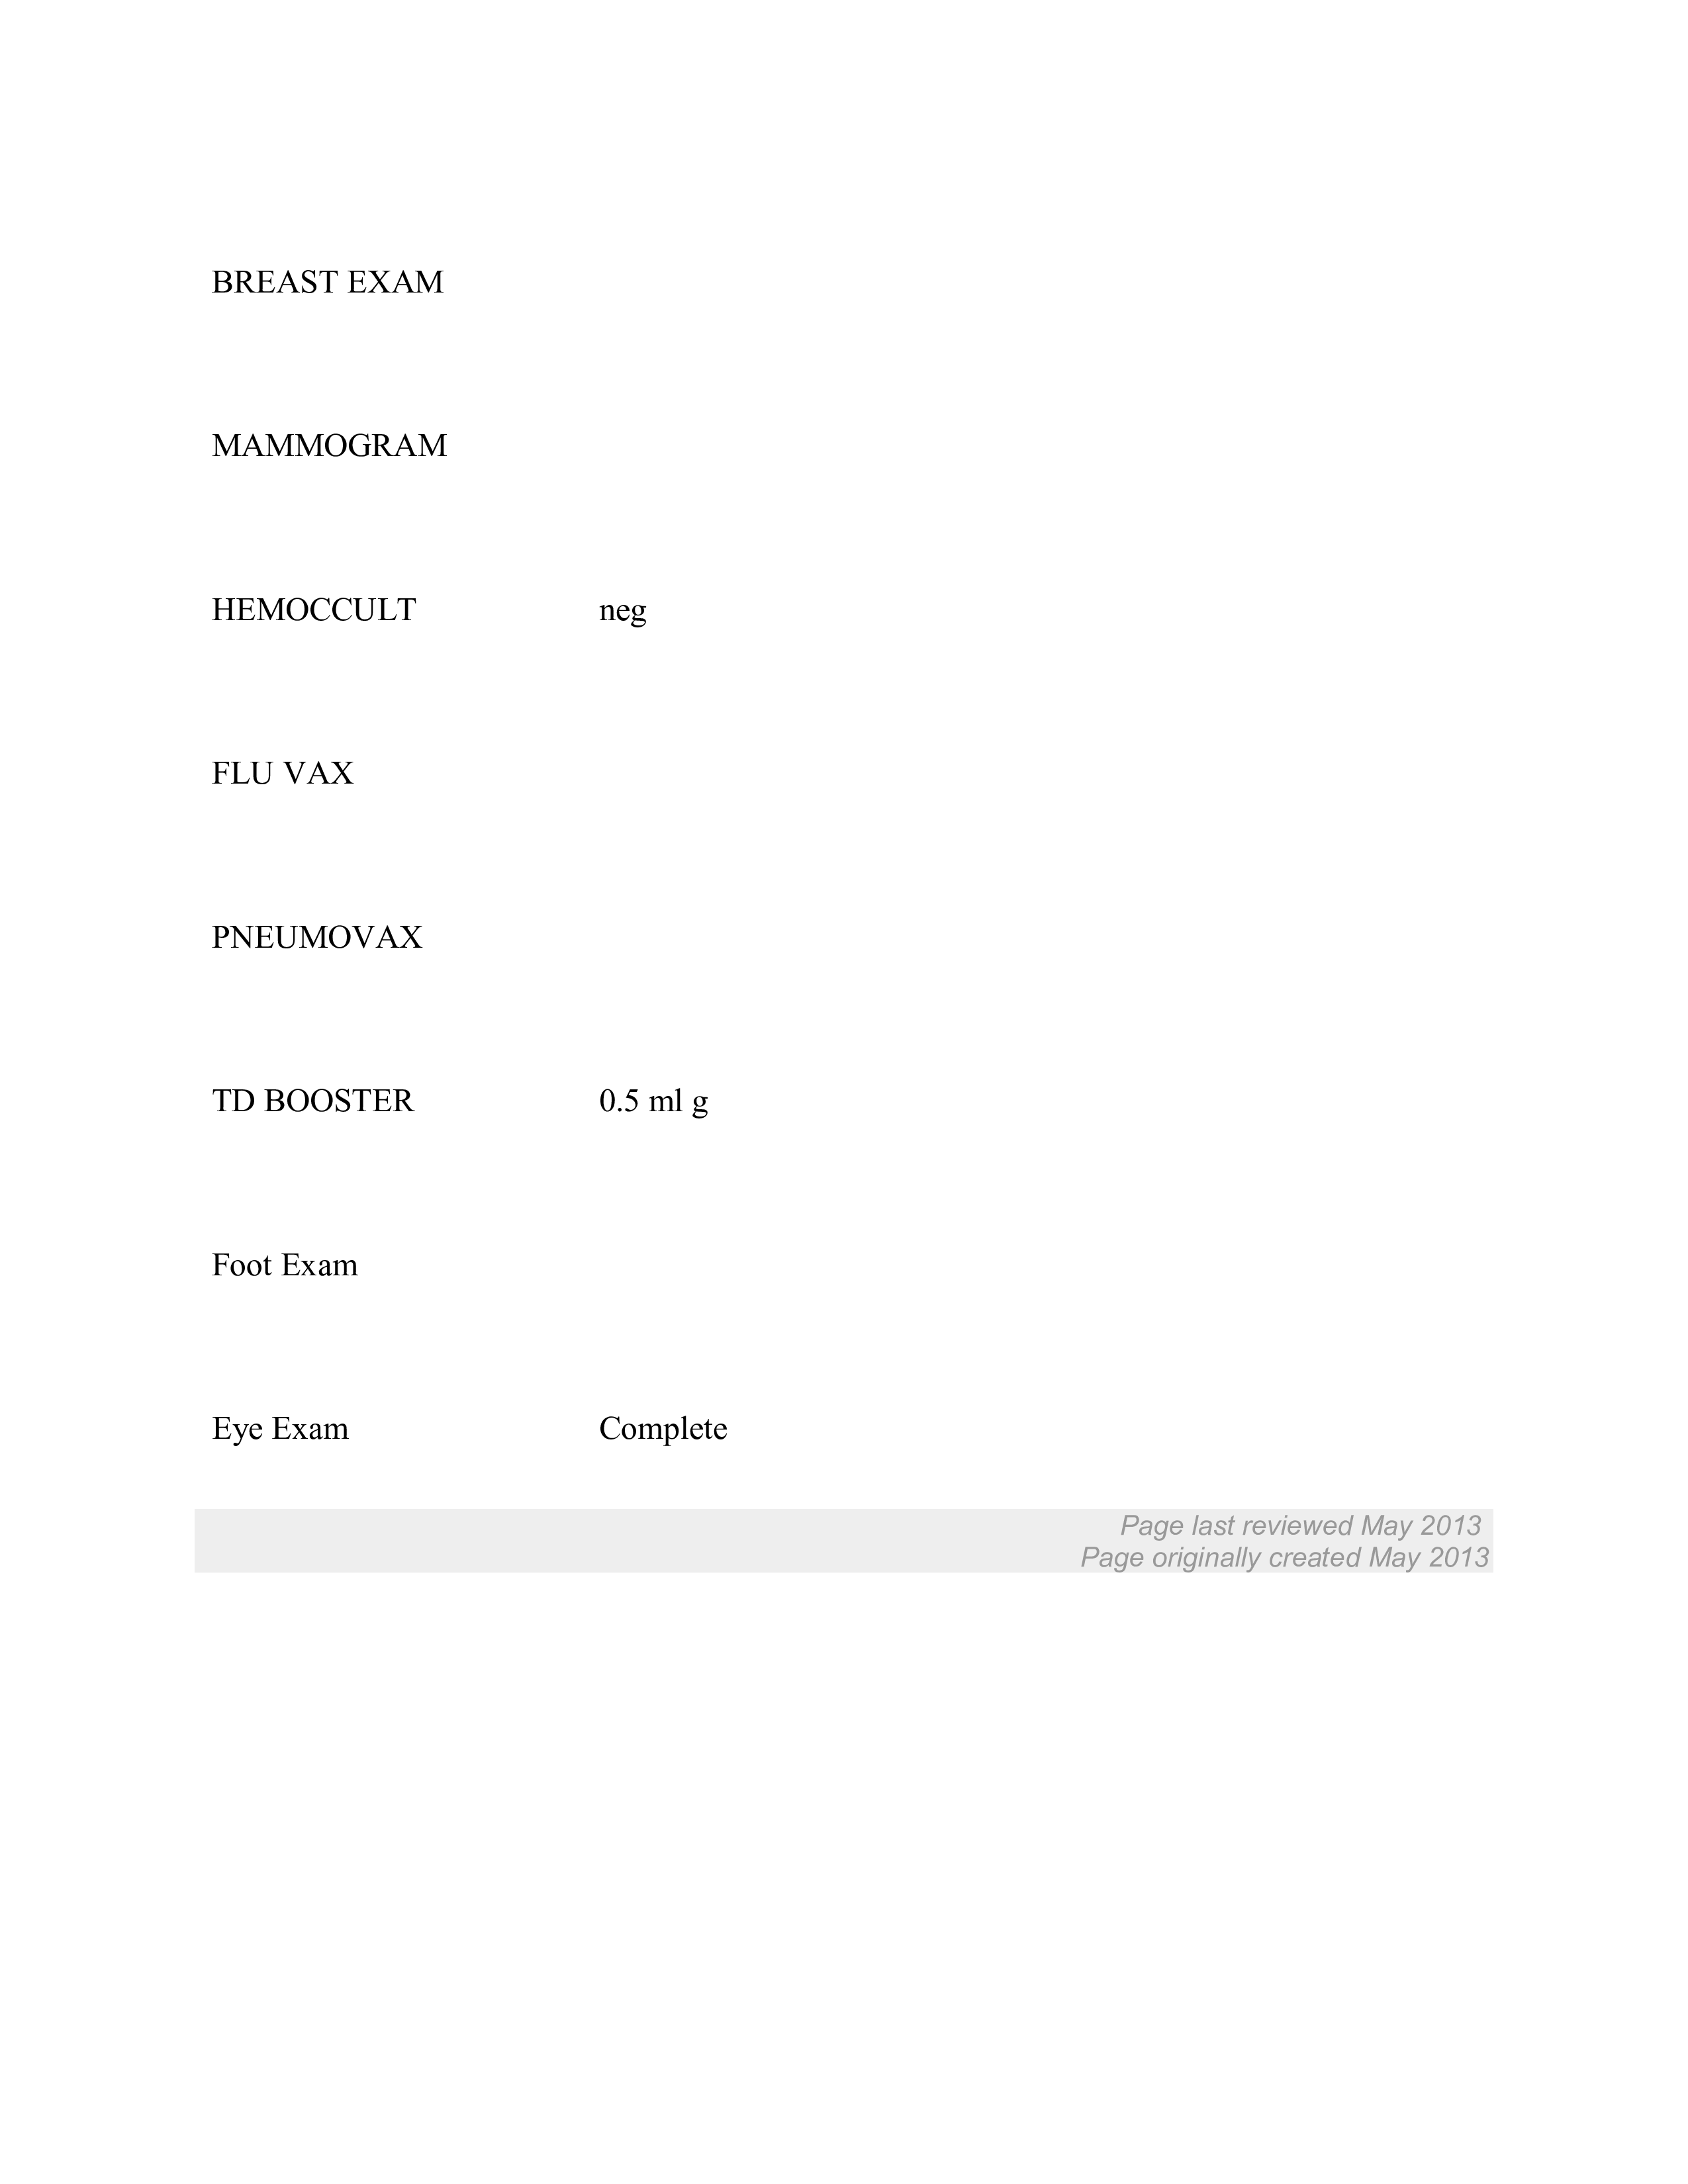 BREAST EXAM
MAMMOGRAM
HEMOCCULT neg
FLU VAX
PNEUMOVAX
TD BOOSTER 0.5 ml g
Foot Exam
Eye Exam Complete
Page last reviewed May 2013
Page originally created May 2013